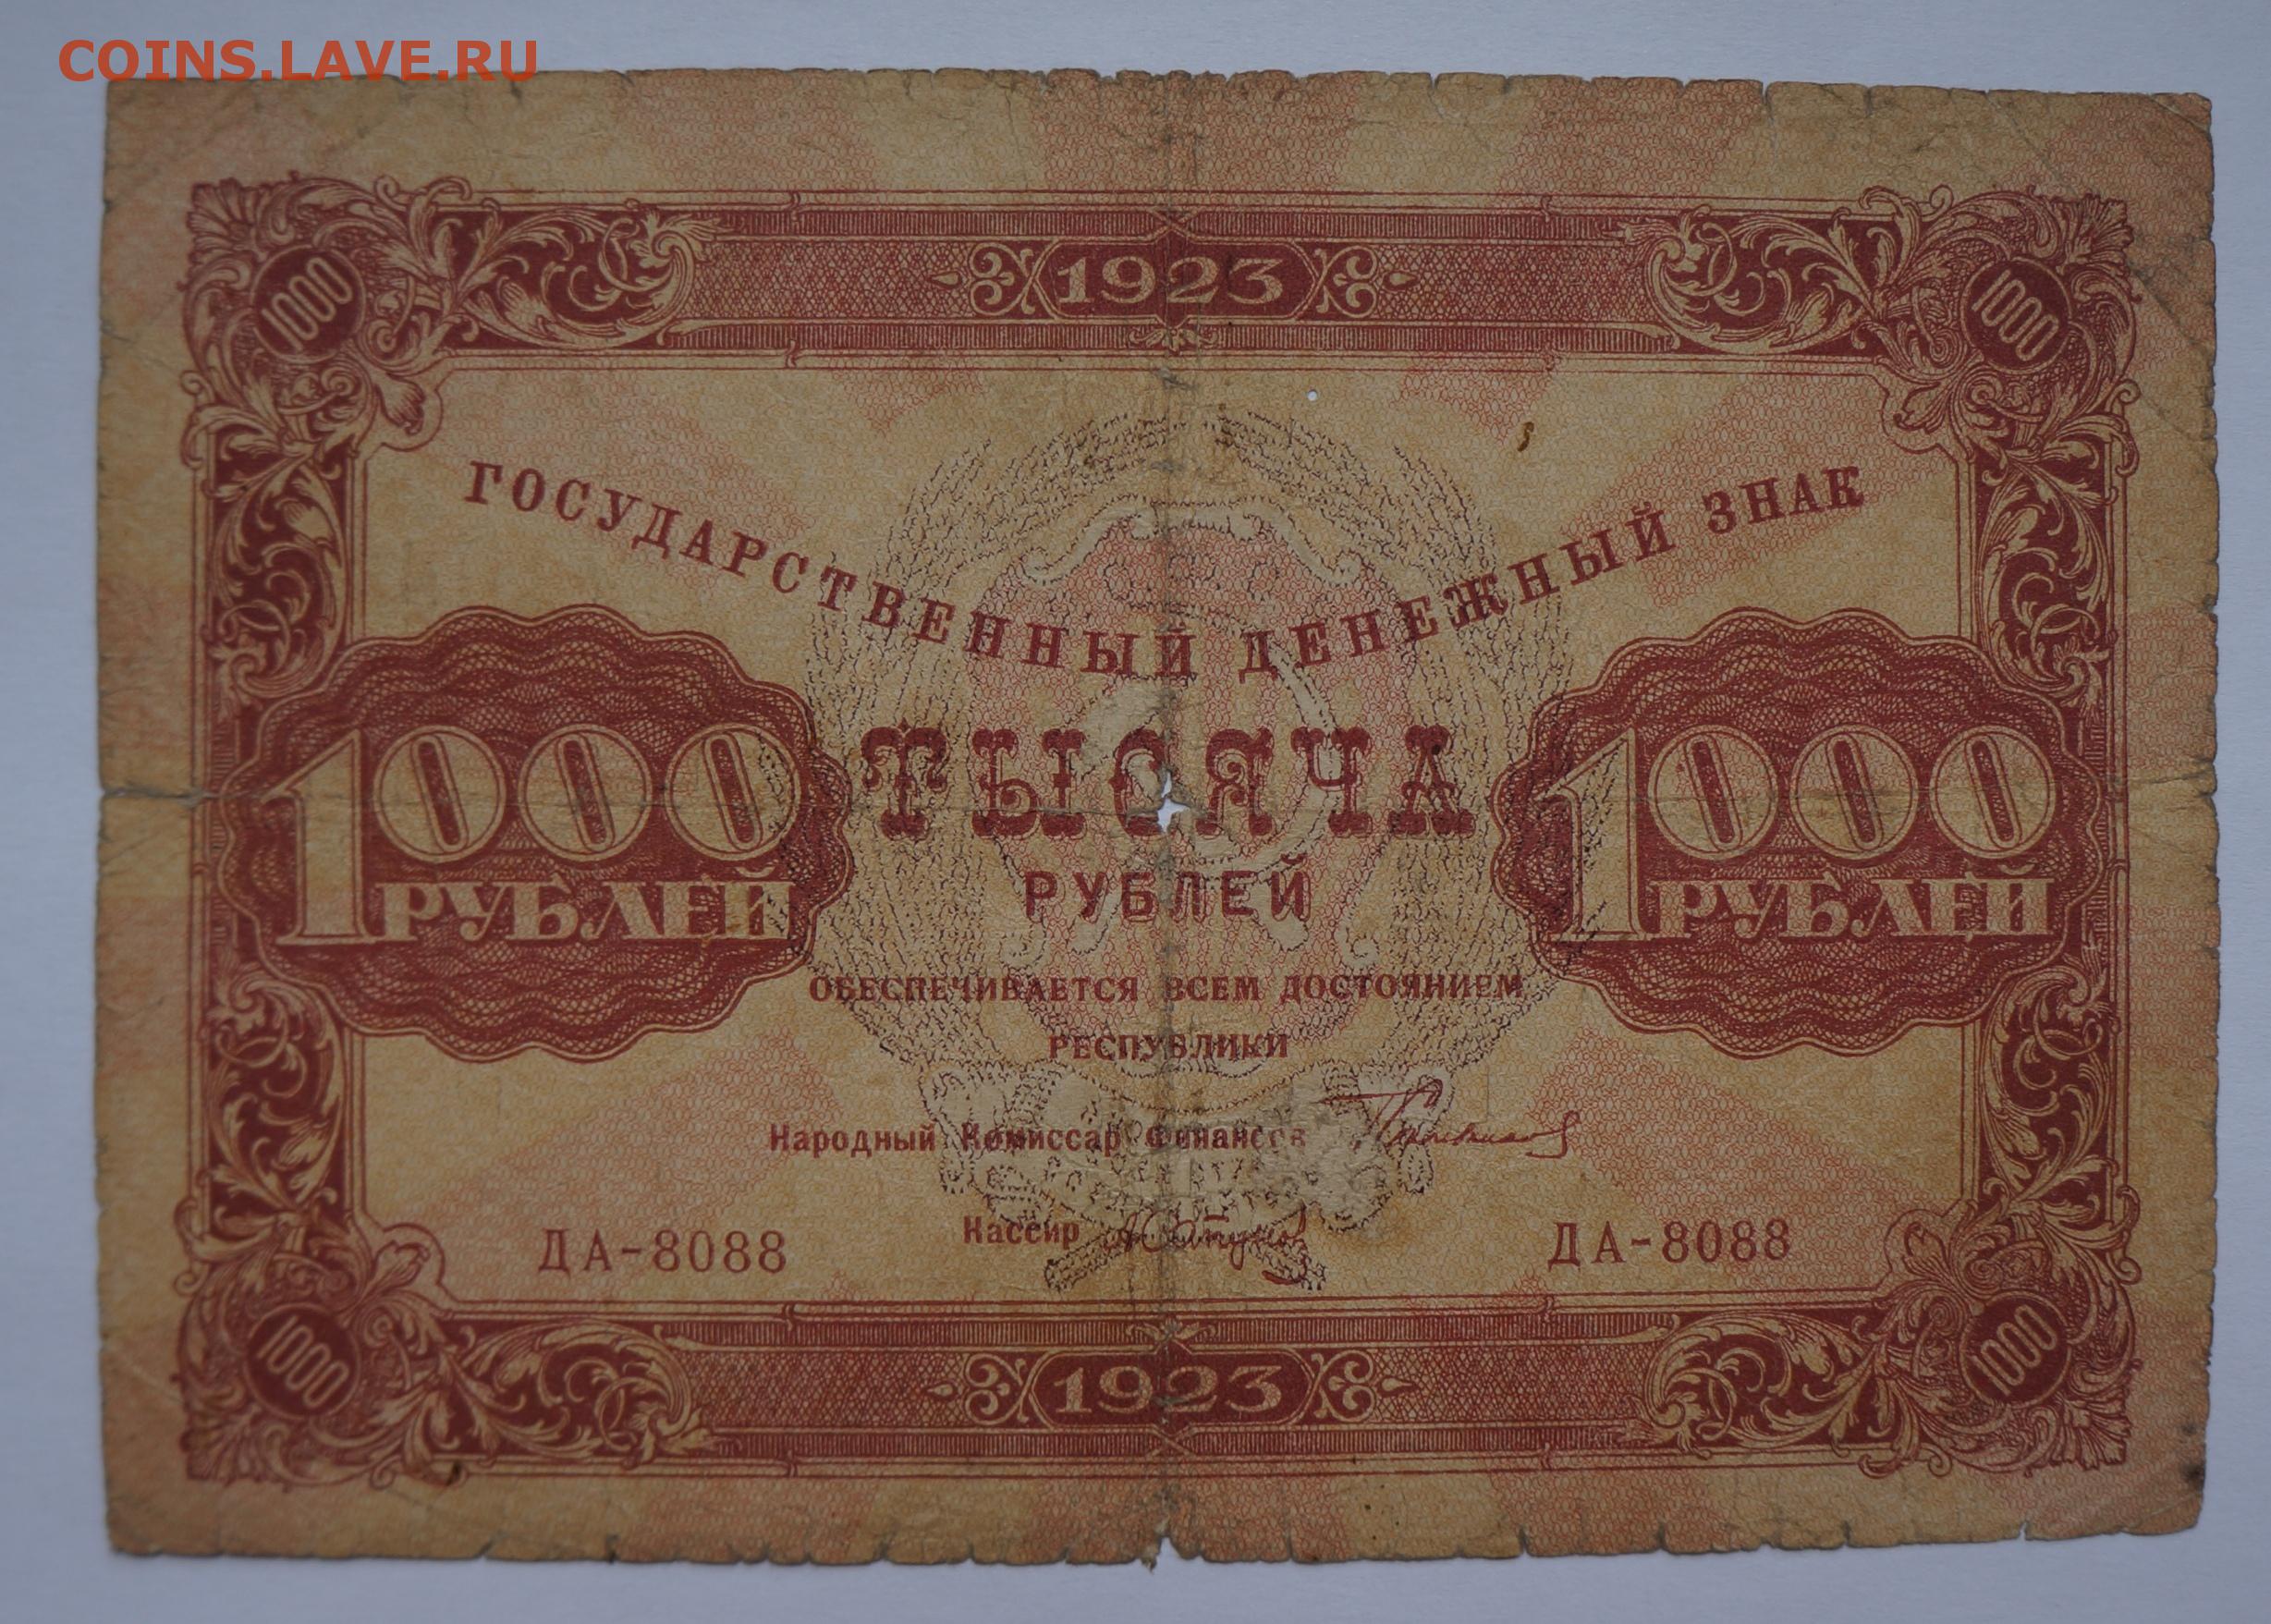 COINS.LAVE.RU
1923
1000 1000
ГОСУДАРСТВЕННЫЙ ДЕНЕЖНЫЙ ЗНАК
1000 РУБЛЕЙ
ТЫСЯЧА
РУБЛЕЙ
1000 РУБЛЕЙ
ОБЕСПЕЧИВАЕТСЯ ВСЕМ ДОСТОЯНИЕМ
РЕСПУБЛИКИ
Народный Комиссар Финансов
Кассир
ДА-8088 ДА-8088
1000 1000
1923